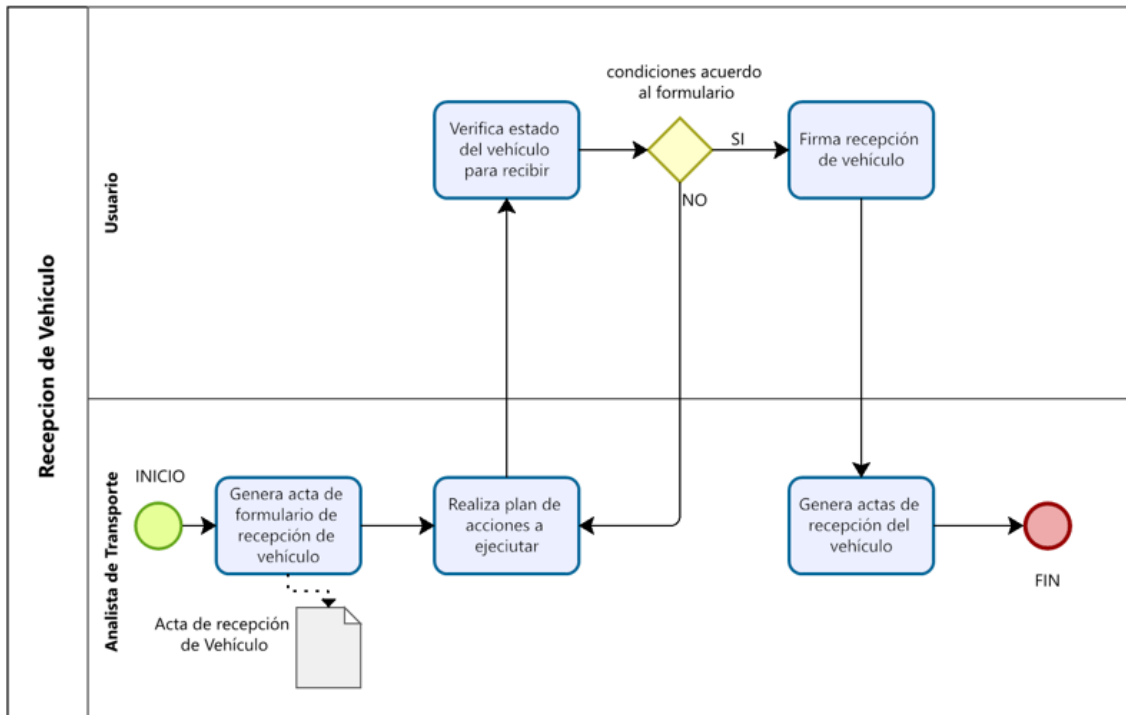 Recepcion de Vehículo
Usuario
Verifica estado
del vehículo
para recibir
condiciones acuerdo
al formulario
SI
NO
Firma recepción
de vehículo
Analista de Transporte
INICIO
Genera acta de
formulario de
recepción de
vehículo
Acta de recepción
de Vehículo
Realiza plan de
acciones a
ejeciutar
Genera actas de
recepción del
vehículo
FIN